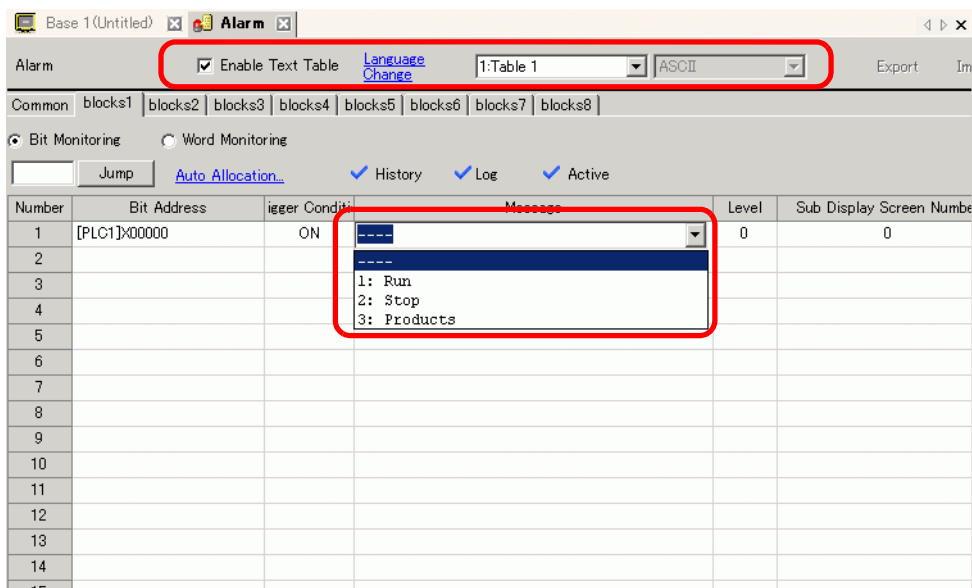 Base 1(Untitled) Alarm
Alarm Enable Text Table Language Change 1:Table 1 ASCII Export Im
Common blocks1 blocks2 blocks3 blocks4 blocks5 blocks6 blocks7 blocks8
Bit Monitoring Word Monitoring
Jump Auto Allocation... History Log Active
Number Bit Address igger Conditi Message Level Sub Display Screen Numbe
1 [PLC1]X00000 ON ---- 0 0
2 ----
3 1: Run
4 2: Stop
3: Products
5
6
7
8
9
10
11
12
13
14
15